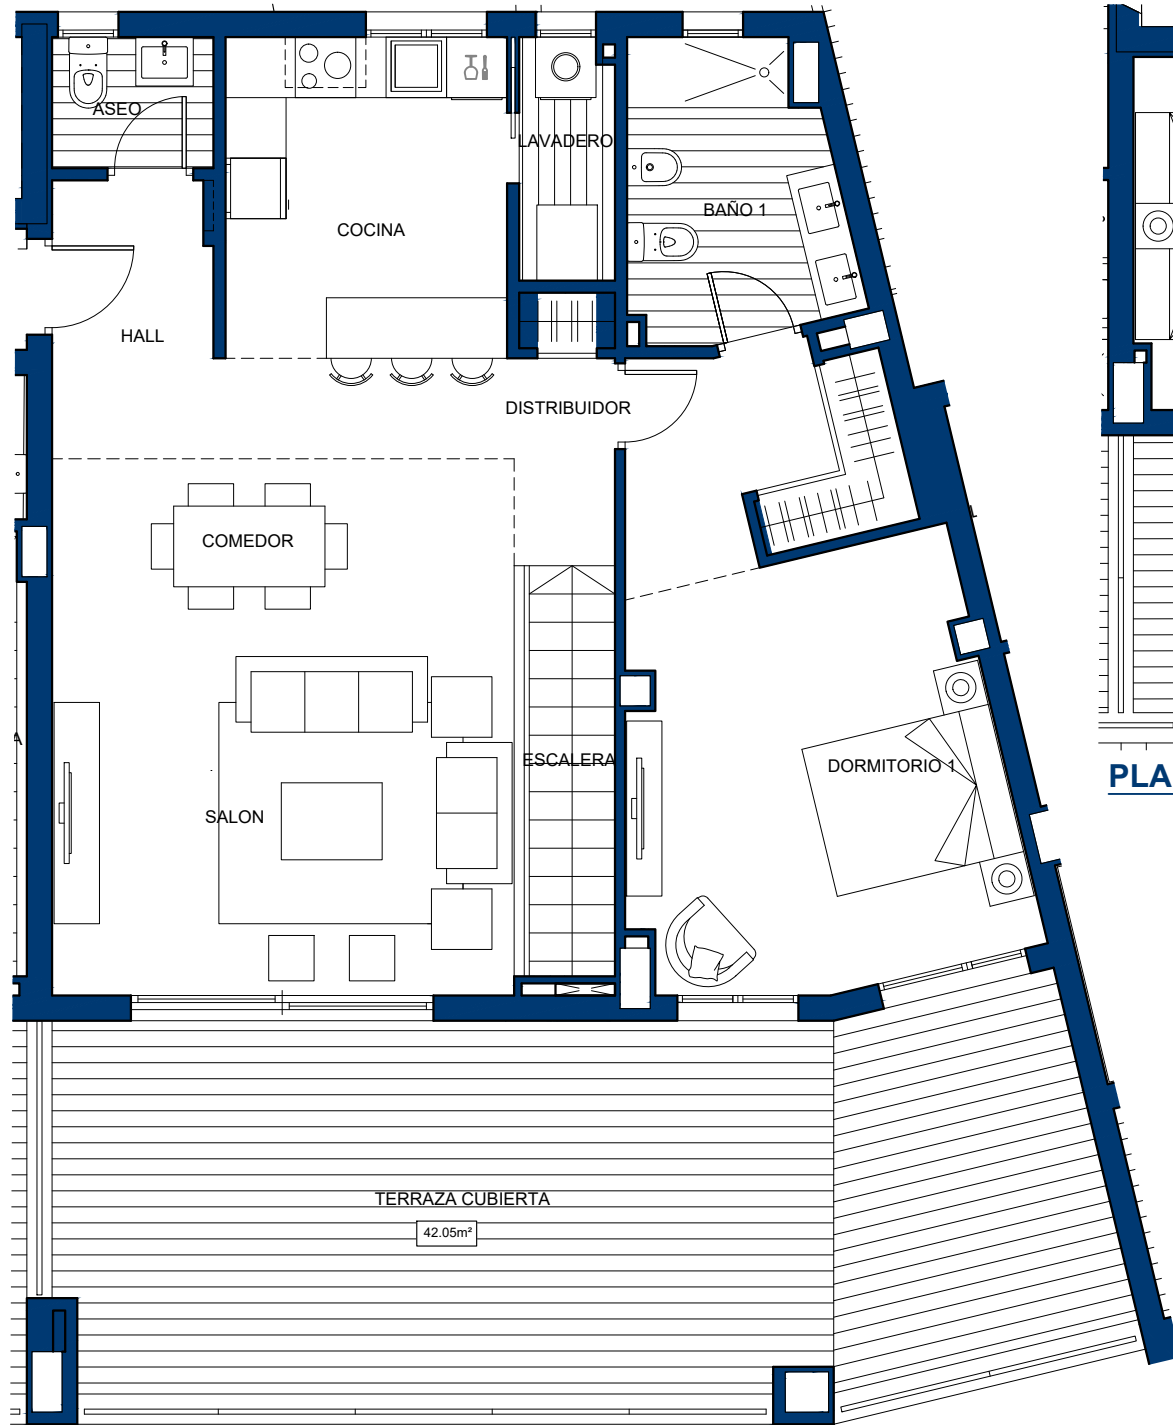 ASEO
LAVADERO
COCINA
BAÑO 1
HALL
DISTRIBUIDOR
COMEDOR
ESCALERA
DORMITORIO 1
SALON
PLA
TERRAZA CUBIERTA
42.05m²